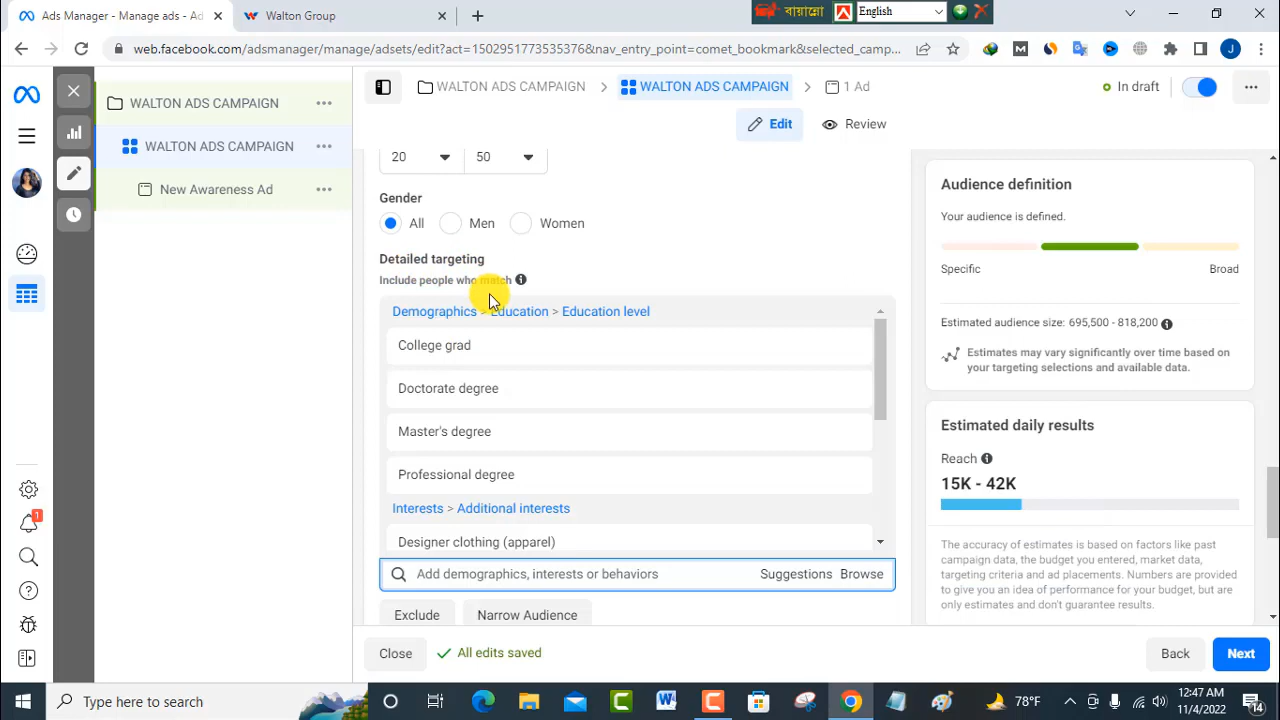 Ads Manager - Manage ads - Ad
Walton Group
বায়ান্নো
English
web.facebook.com/adsmanager/manage/adsets/edit?act=1502951773535376&nav_entry_point=comet_bookmark&selected_camp...
J
WALTON ADS CAMPAIGN
WALTON ADS CAMPAIGN
New Awareness Ad
WALTON ADS CAMPAIGN > WALTON ADS CAMPAIGN > 1 Ad
In draft
Edit
Review
20
50
Gender
All
Men
Women
Detailed targeting
Include people who match
Demographics > Education > Education level
College grad
Doctorate degree
Master's degree
Professional degree
Interests > Additional interests
Designer clothing (apparel)
Add demographics, interests or behaviors
Suggestions
Browse
Exclude
Narrow Audience
Audience definition
Your audience is defined.
Specific
Broad
Estimated audience size: 695,500 - 818,200
Estimates may vary significantly over time based on
your targeting selections and available data.
Estimated daily results
Reach
15K - 42K
The accuracy of estimates is based on factors like past
campaign data, the budget you entered, market data,
targeting criteria and ad placements. Numbers are provided
to give you an idea of performance for your budget, but are
only estimates and don't guarantee results.
1
Close
All edits saved
Back
Next
Type here to search
78°F
12:47 AM
11/4/2022
14